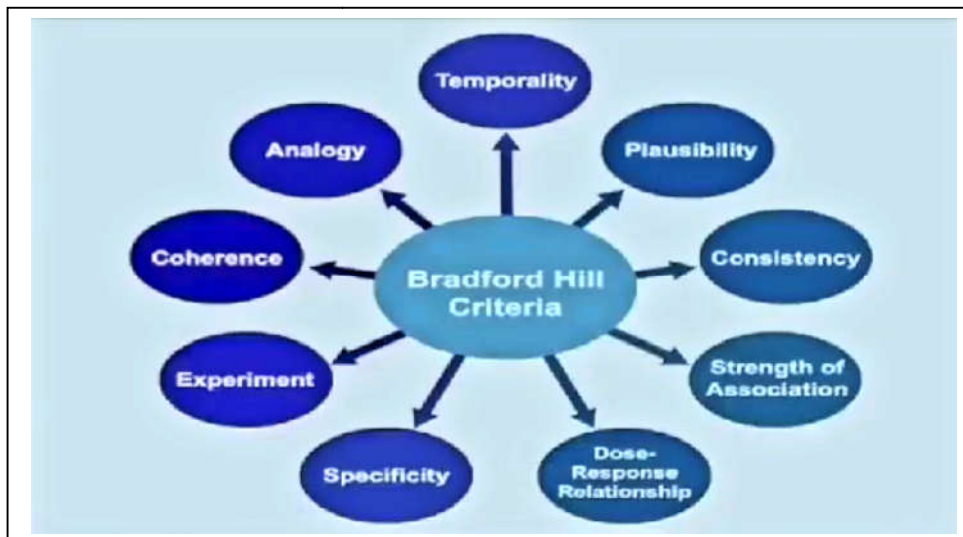 Temporality
Analogy
Plausibility
Coherence
Bradford Hill
Criteria
Consistency
Experiment
Strength of
Association
Specificity
Dose-
Response
Relationship